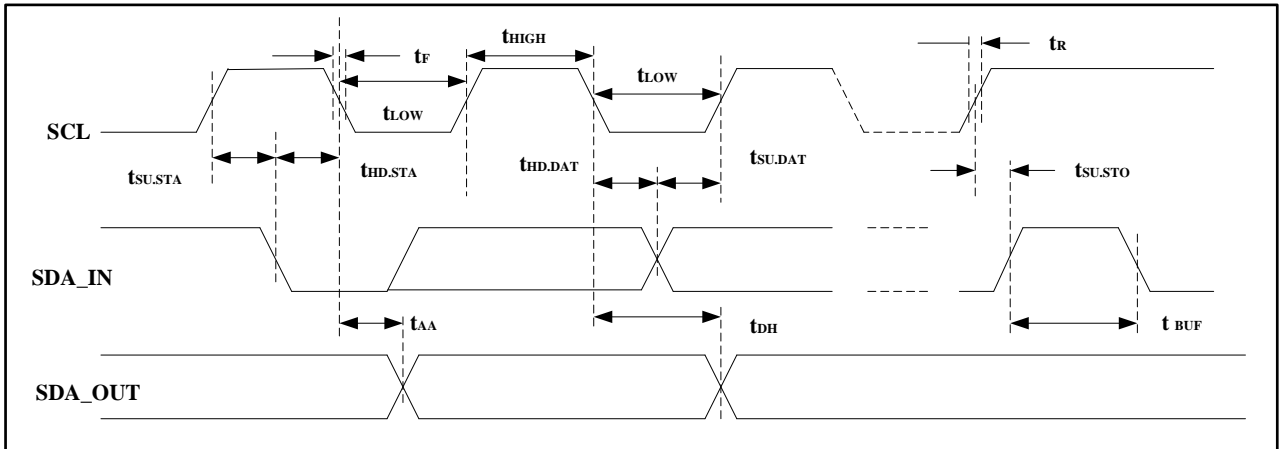 tHIGH
tF
tR
tLOW
tLOW
SCL
tSU.STA
tHD.STA
tHD.DAT
tSU.DAT
tSU.STO
SDA_IN
tAA
tDH
t BUF
SDA_OUT